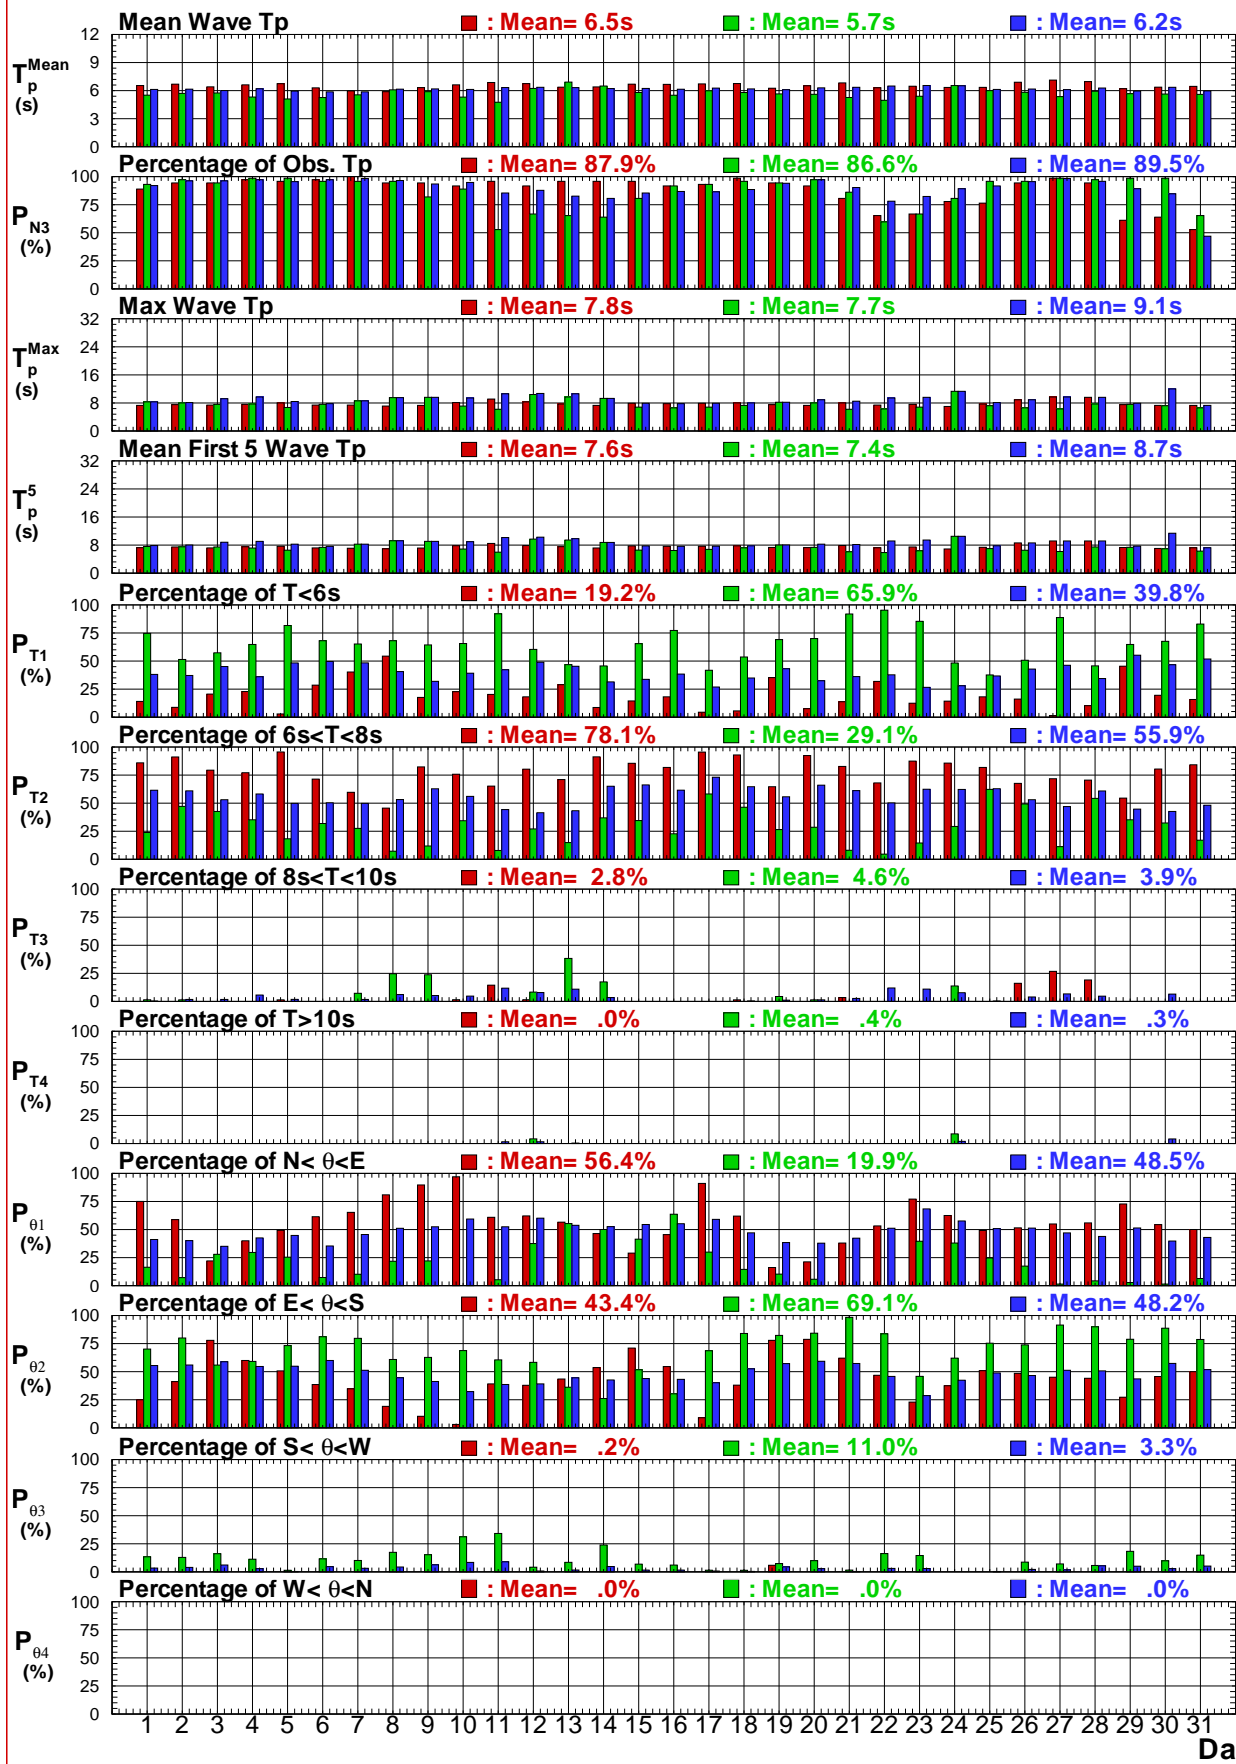 Mean Wave Tp : Mean= 6.5s : Mean= 5.7s : Mean= 6.2s
12
9
6
3
0
T p Mean (s)
Percentage of Obs. Tp : Mean= 87.9% : Mean= 86.6% : Mean= 89.5%
100
75
50
25
0
P N3 (%)
Max Wave Tp : Mean= 7.8s : Mean= 7.7s : Mean= 9.1s
32
24
16
8
0
T p Max (s)
Mean First 5 Wave Tp : Mean= 7.6s : Mean= 7.4s : Mean= 8.7s
32
24
16
8
0
T p 5 (s)
Percentage of T<6s : Mean= 19.2% : Mean= 65.9% : Mean= 39.8%
100
75
50
25
0
P T1 (%)
Percentage of 6s<T<8s : Mean= 78.1% : Mean= 29.1% : Mean= 55.9%
100
75
50
25
0
P T2 (%)
Percentage of 8s<T<10s : Mean= 2.8% : Mean= 4.6% : Mean= 3.9%
100
75
50
25
0
P T3 (%)
Percentage of T>10s : Mean= .0% : Mean= .4% : Mean= .3%
100
75
50
25
0
P T4 (%)
Percentage of N< θ<E : Mean= 56.4% : Mean= 19.9% : Mean= 48.5%
100
75
50
25
0
P θ1 (%)
Percentage of E< θ<S : Mean= 43.4% : Mean= 69.1% : Mean= 48.2%
100
75
50
25
0
P θ2 (%)
Percentage of S< θ<W : Mean= .2% : Mean= 11.0% : Mean= 3.3%
100
75
50
25
0
P θ3 (%)
Percentage of W< θ<N : Mean= .0% : Mean= .0% : Mean= .0%
100
75
50
25
0
P θ4 (%)
1 2 3 4 5 6 7 8 9 10 11 12 13 14 15 16 17 18 19 20 21 22 23 24 25 26 27 28 29 30 31
Da